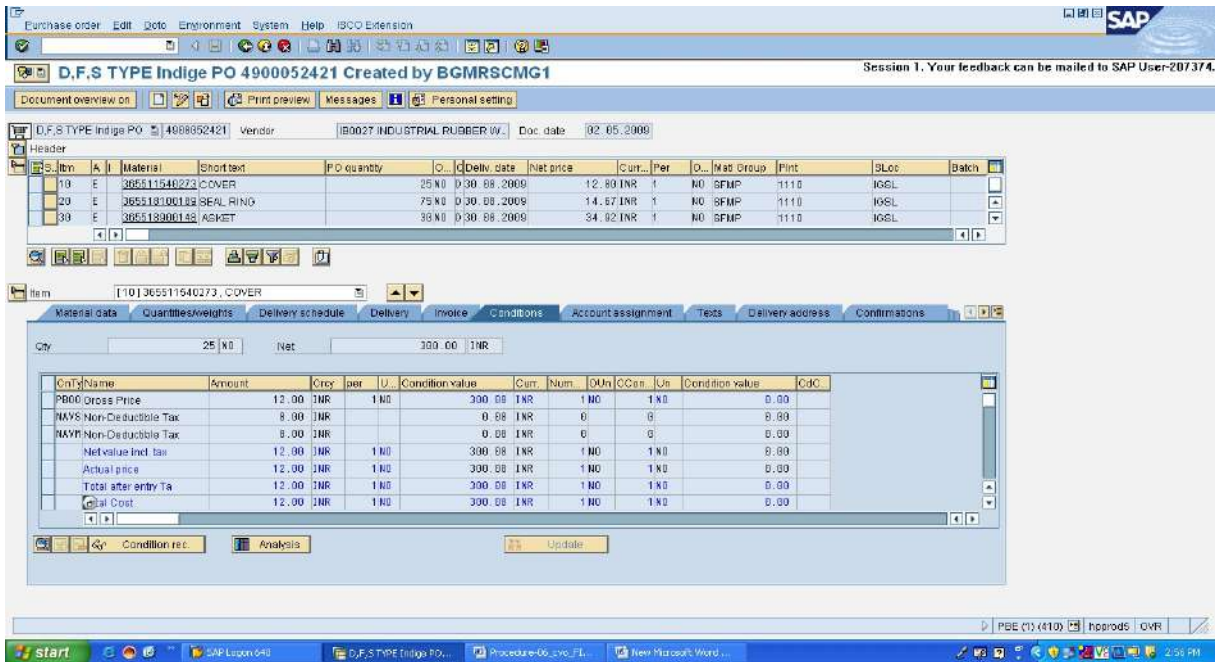 Purchase order Edit Goto Environment System Help ISCO Extension
SAP
D,F,S TYPE Indige PO 4900052421 Created by BGMRSCMG1
Session 1. Your feedback can be mailed to SAP User-207374.
Document overview on Print preview Messages Personal setting
D,F,S TYPE Indige PO 4900052421 Vendor IB0027 INDUSTRIAL RUBBER W.. Doc. date 02.05.2009
Header
S.. Itm A I Material Short text PO quantity O... C Deliv. date Net price Curr... Per O... Matl Group Plnt SLoc Batch
10 E 365511540273 COVER 25 NO D 30.08.2009 12.00 INR 1 NO SFMP 1110 IGSL
20 E 365518100189 SEAL RING 75 NO D 30.08.2009 14.67 INR 1 NO SFMP 1110 IGSL
30 E 365518900148 ASKET 30 NO D 30.08.2009 34.02 INR 1 NO SFMP 1110 IGSL
Item [10] 365511540273 , COVER
Material data Quantities/weights Delivery schedule Delivery Invoice Conditions Account assignment Texts Delivery address Confirmations
Qty 25 NO Net 300.00 INR
CnTy Name Amount Crcy per U... Condition value Curr. Num... OUn CCon... Un Condition value CdC...
PB00 Gross Price 12.00 INR 1 NO 300.00 INR 1 NO 1 NO 0.00
NAVS Non-Deductible Tax 0.00 INR 0.00 INR 0 0 0.00
NAVM Non-Deductible Tax 0.00 INR 0.00 INR 0 0 0.00
Net value incl. tax 12.00 INR 1 NO 300.00 INR 1 NO 1 NO 0.00
Actual price 12.00 INR 1 NO 300.00 INR 1 NO 1 NO 0.00
Total after entry Ta 12.00 INR 1 NO 300.00 INR 1 NO 1 NO 0.00
Cost 12.00 INR 1 NO 300.00 INR 1 NO 1 NO 0.00
Condition rec. Analysis Update
PBE (1) (410) hpprod5 OVR
start SAP Logon 640 D,F,S TYPE Indige PO... Procedure-06_cvo_FI... New Microsoft Word ... 2:56 PM